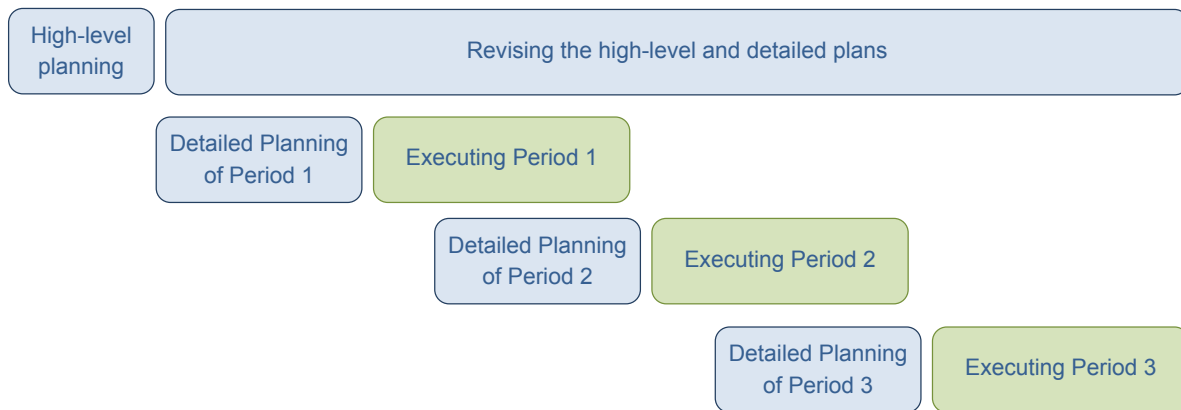 High-level
planning
Revising the high-level and detailed plans
Detailed Planning
of Period 1
Executing Period 1
Detailed Planning
of Period 2
Executing Period 2
Detailed Planning
of Period 3
Executing Period 3